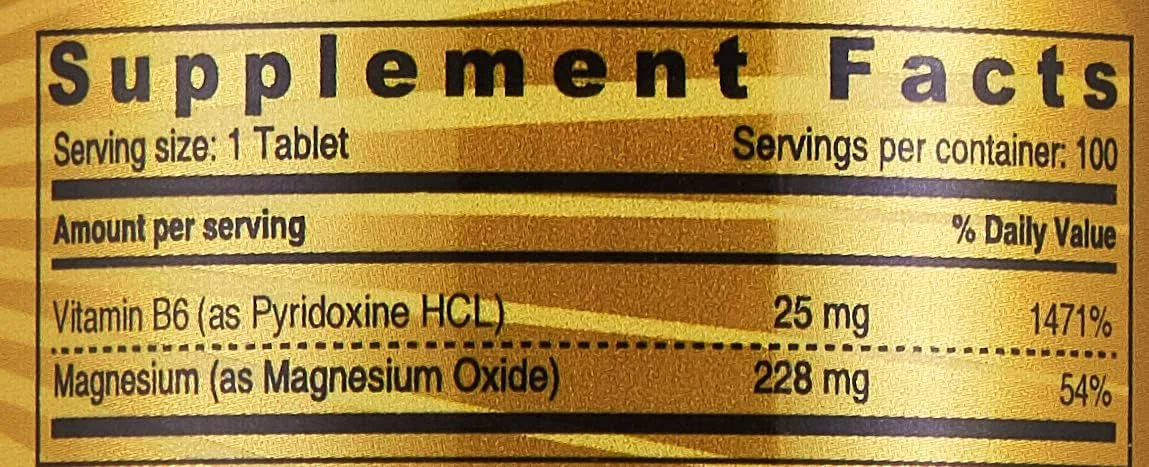 Supplement Facts
Serving size: 1 Tablet Servings per container: 100
Amount per serving % Daily Value
Vitamin B6 (as Pyridoxine HCL) 25 mg 1471%
Magnesium (as Magnesium Oxide) 228 mg 54%